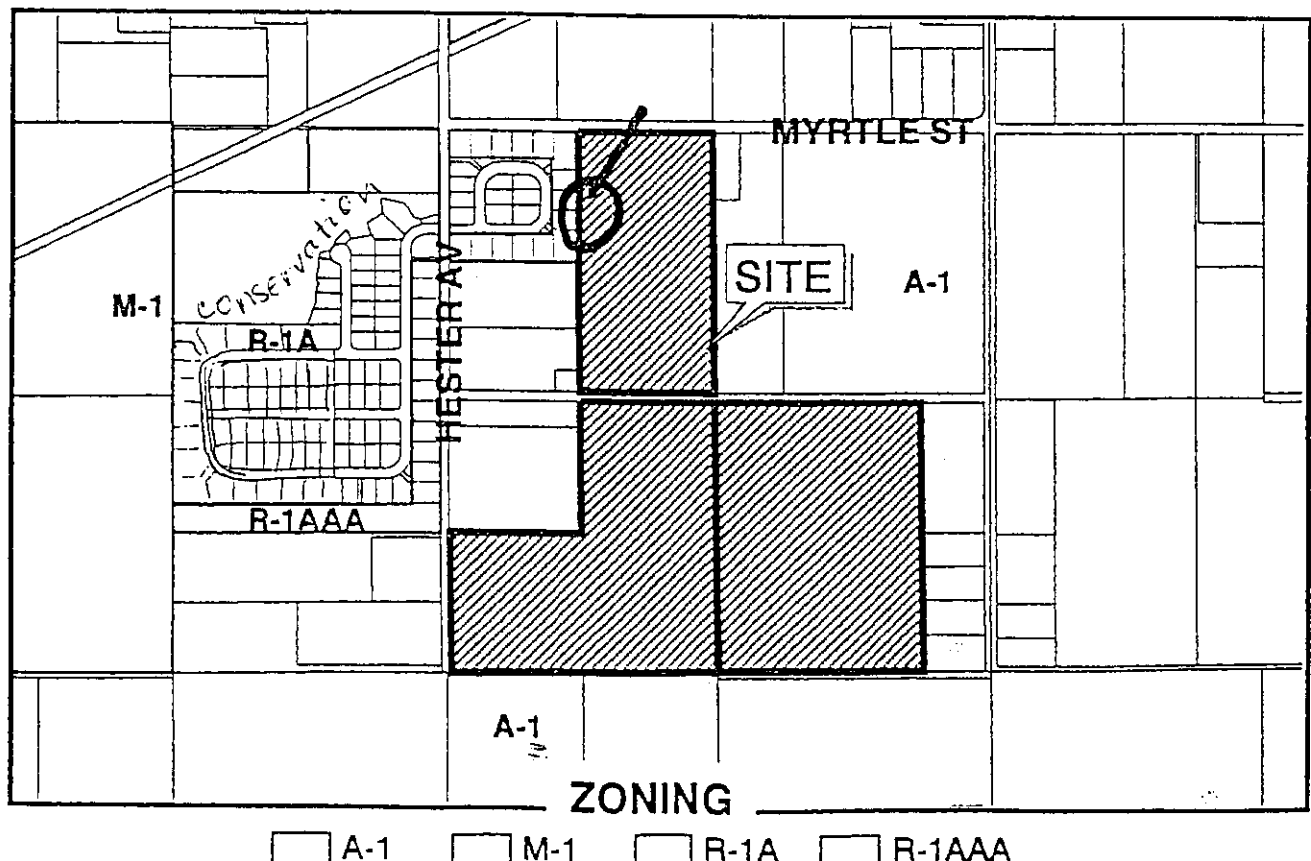 MYRTLE ST
conservation
SITE
M-1
A-1
R-1A
HESTER AV
R-1AAA
A-1
ZONING
A-1 M-1 R-1A R-1AAA